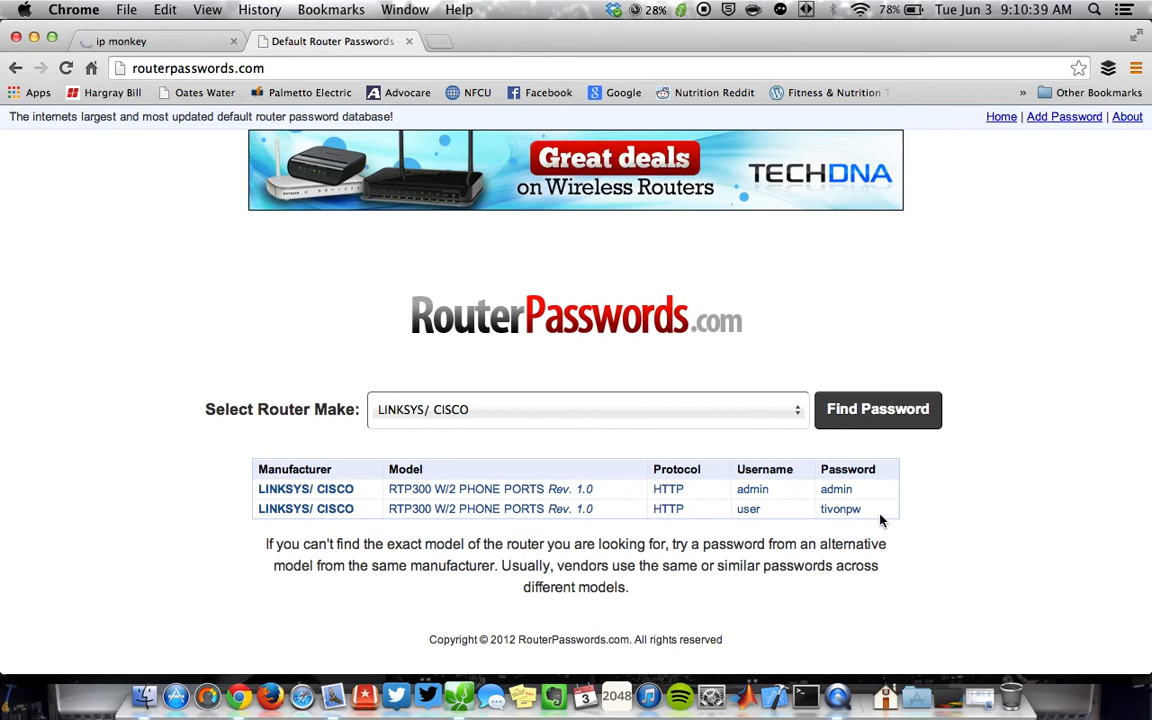 Chrome File Edit View History Bookmarks Window Help 28% 78% Tue Jun 3 9:10:39 AM
ip monkey Default Router Passwords
routerpasswords.com
Apps Hargray Bill Oates Water Palmetto Electric Advocare NFCU Facebook Google Nutrition Reddit Fitness & Nutrition » Other Bookmarks
The internets largest and most updated default router password database! Home | Add Password | About
Great deals
on Wireless Routers
TECHDNA
RouterPasswords.com
Select Router Make: LINKSYS/ CISCO Find Password
Manufacturer Model Protocol Username Password
LINKSYS/ CISCO RTP300 W/2 PHONE PORTS Rev. 1.0 HTTP admin admin
LINKSYS/ CISCO RTP300 W/2 PHONE PORTS Rev. 1.0 HTTP user tivonpw
If you can't find the exact model of the router you are looking for, try a password from an alternative
model from the same manufacturer. Usually, vendors use the same or similar passwords across
different models.
Copyright © 2012 RouterPasswords.com. All rights reserved
3
2048